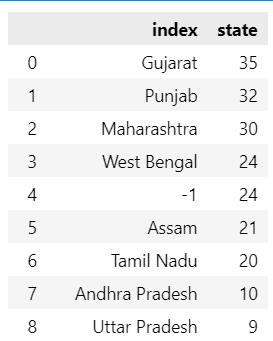 index state
0 Gujarat 35
1 Punjab 32
2 Maharashtra 30
3 West Bengal 24
4 -1 24
5 Assam 21
6 Tamil Nadu 20
7 Andhra Pradesh 10
8 Uttar Pradesh 9